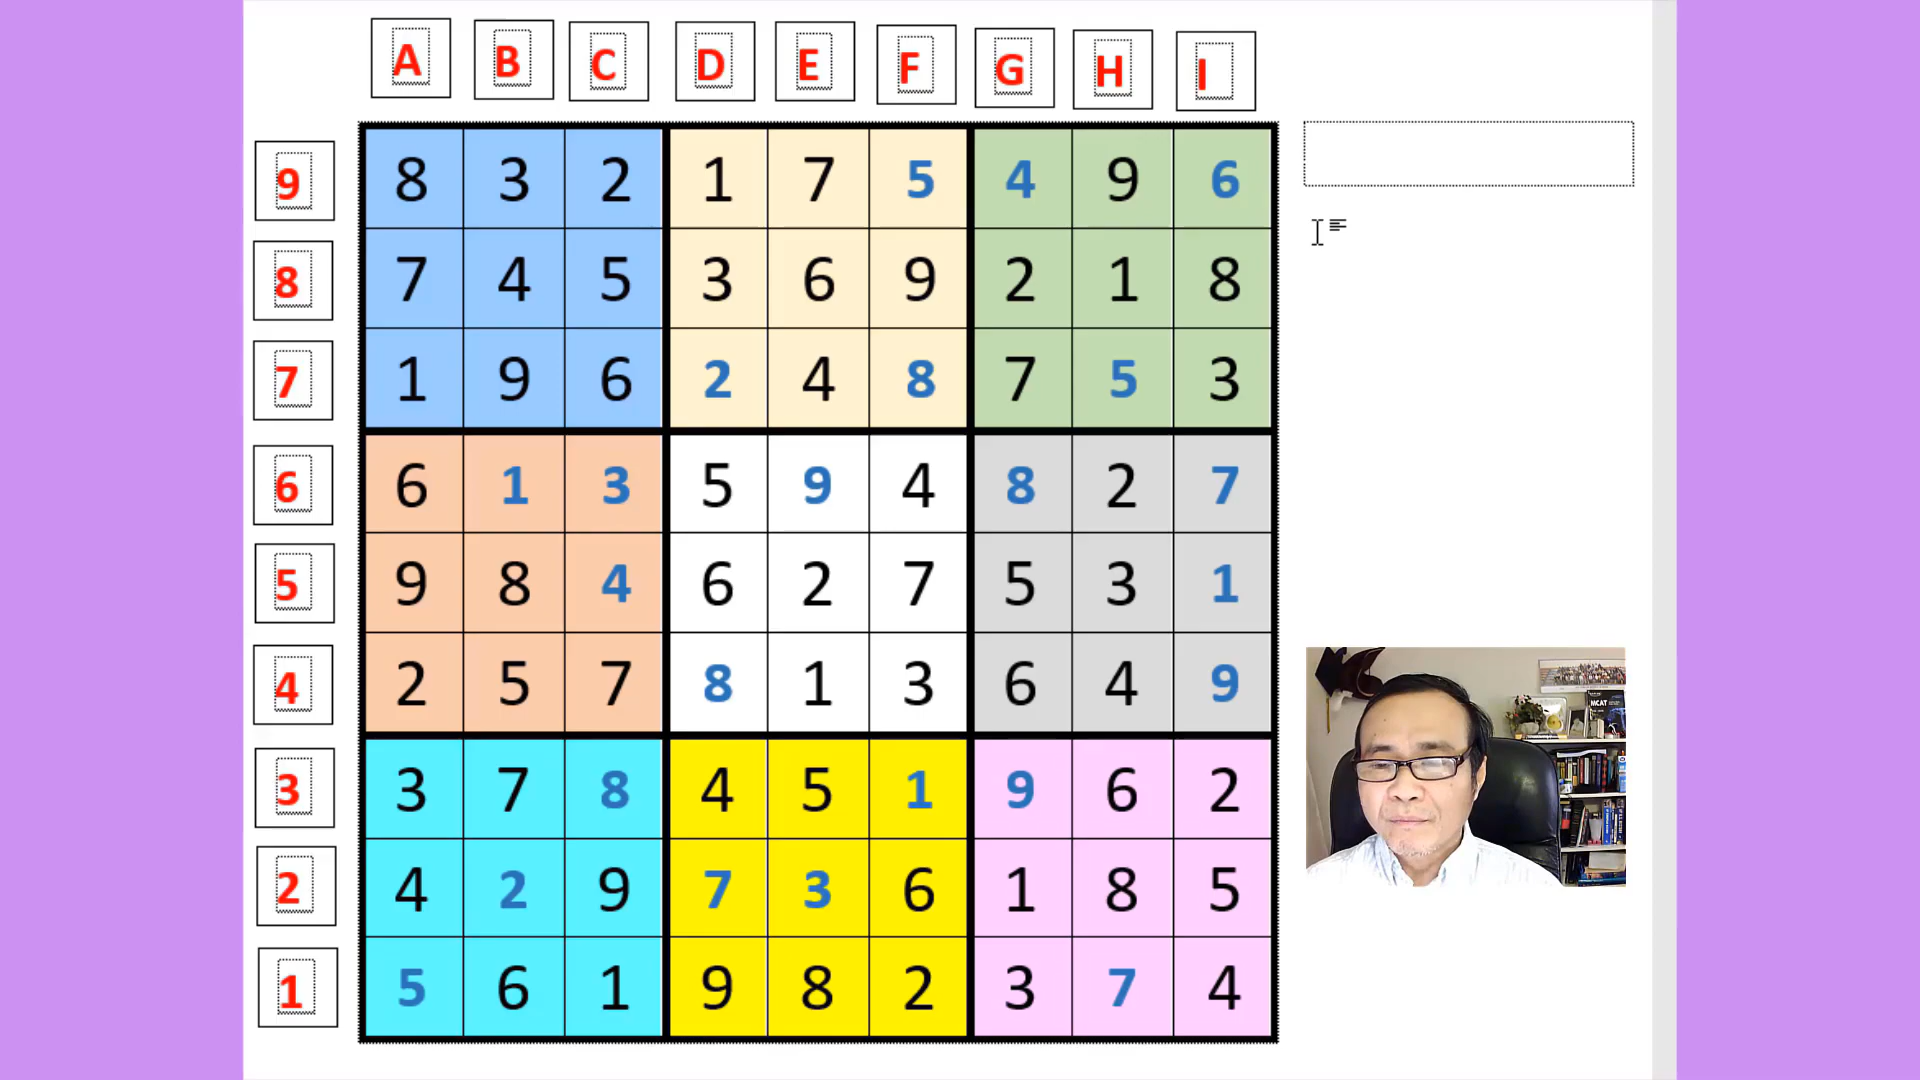 A B C D E F G H I
9 8 3 2 1 7 5 4 9 6
8 7 4 5 3 6 9 2 1 8
7 1 9 6 2 4 8 7 5 3
6 6 1 3 5 9 4 8 2 7
5 9 8 4 6 2 7 5 3 1
4 2 5 7 8 1 3 6 4 9
MCAT
3 3 7 8 4 5 1 9 6 2
2 4 2 9 7 3 6 1 8 5
1 5 6 1 9 8 2 3 7 4